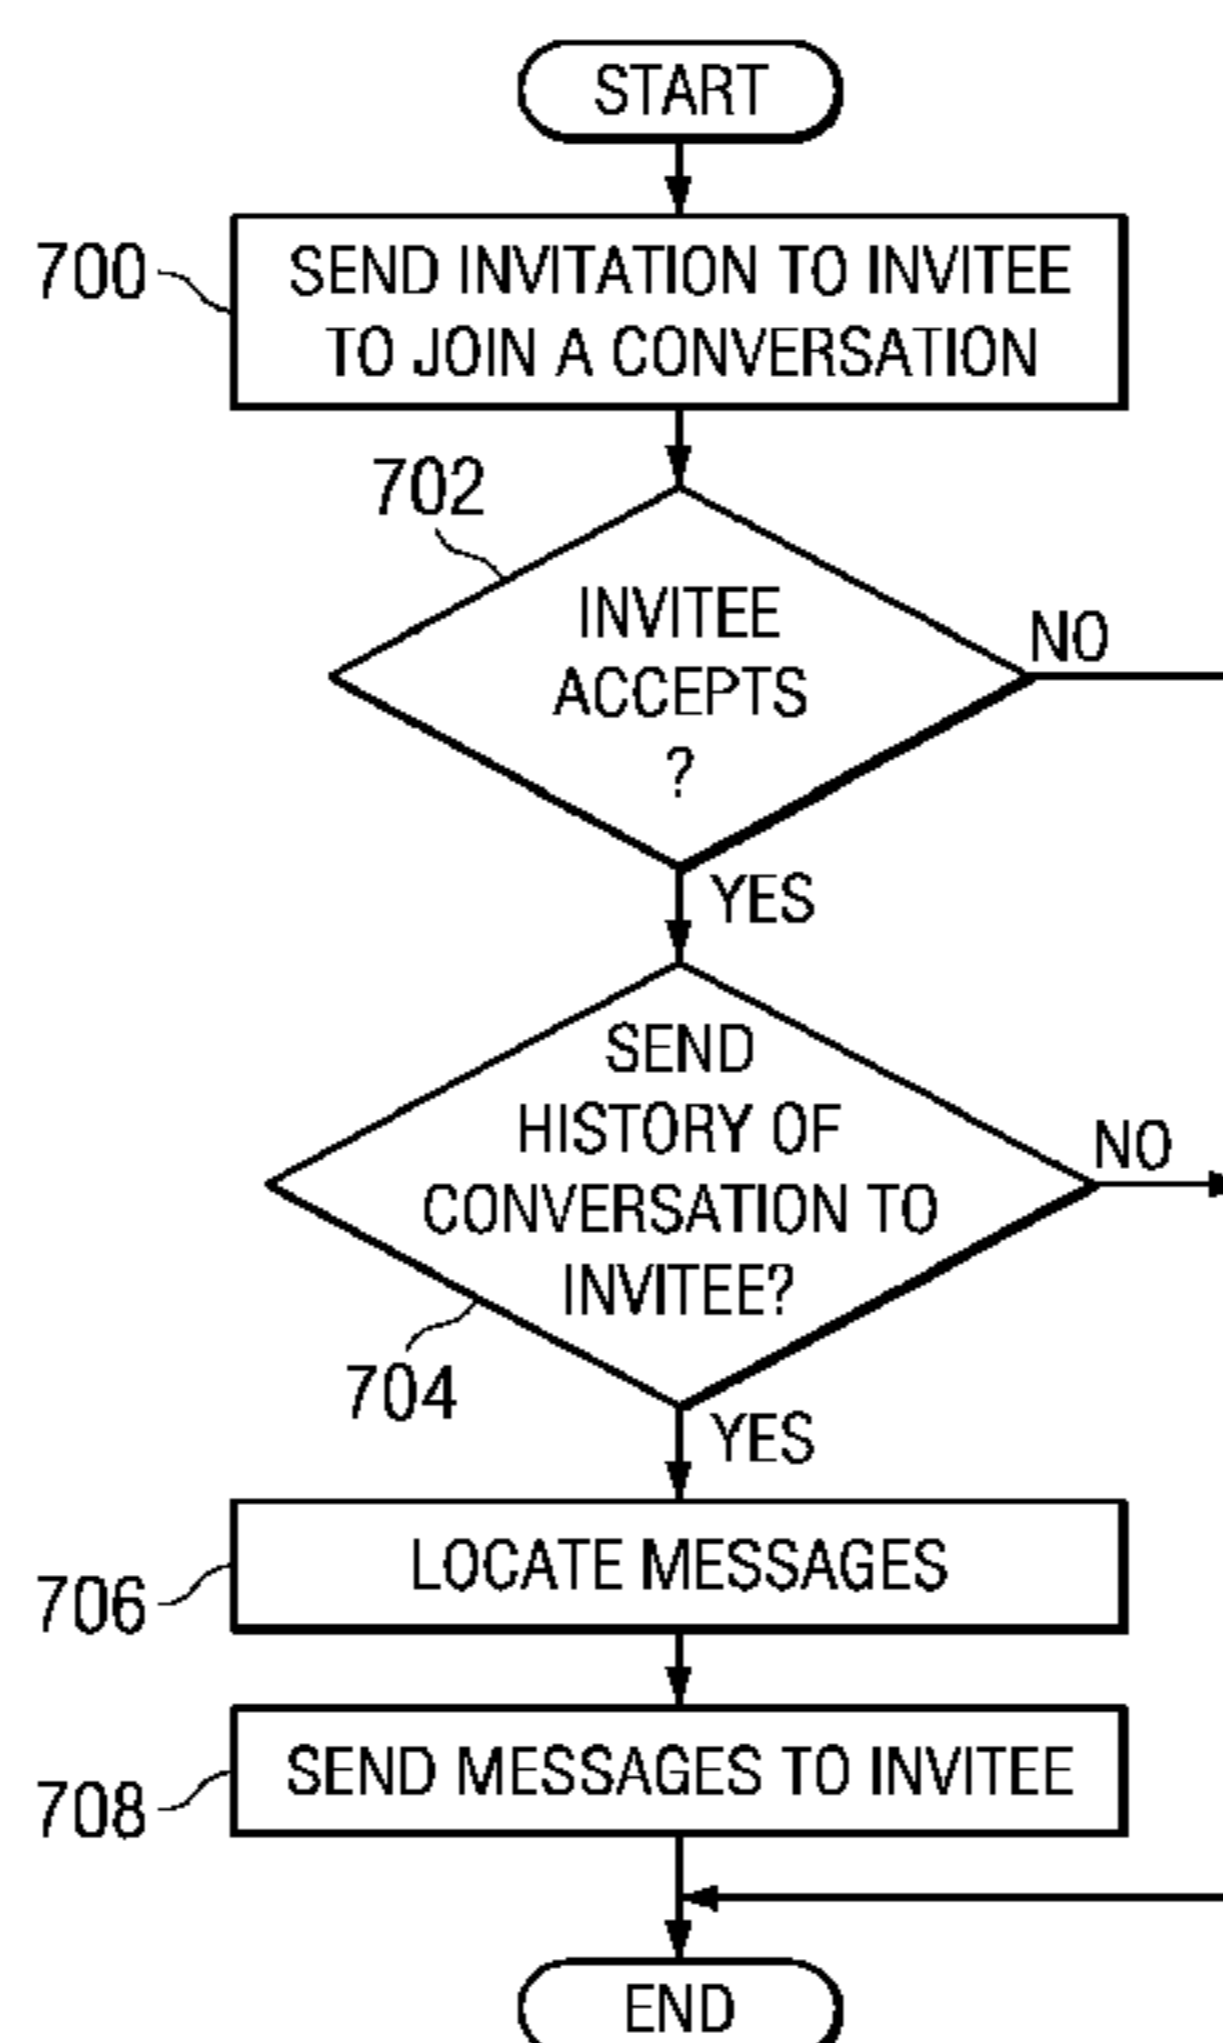 START
700
SEND INVITATION TO INVITEE
TO JOIN A CONVERSATION
702
INVITEE
ACCEPTS
?
NO
YES
SEND
HISTORY OF
CONVERSATION TO
INVITEE?
NO
704
YES
706
LOCATE MESSAGES
708
SEND MESSAGES TO INVITEE
END